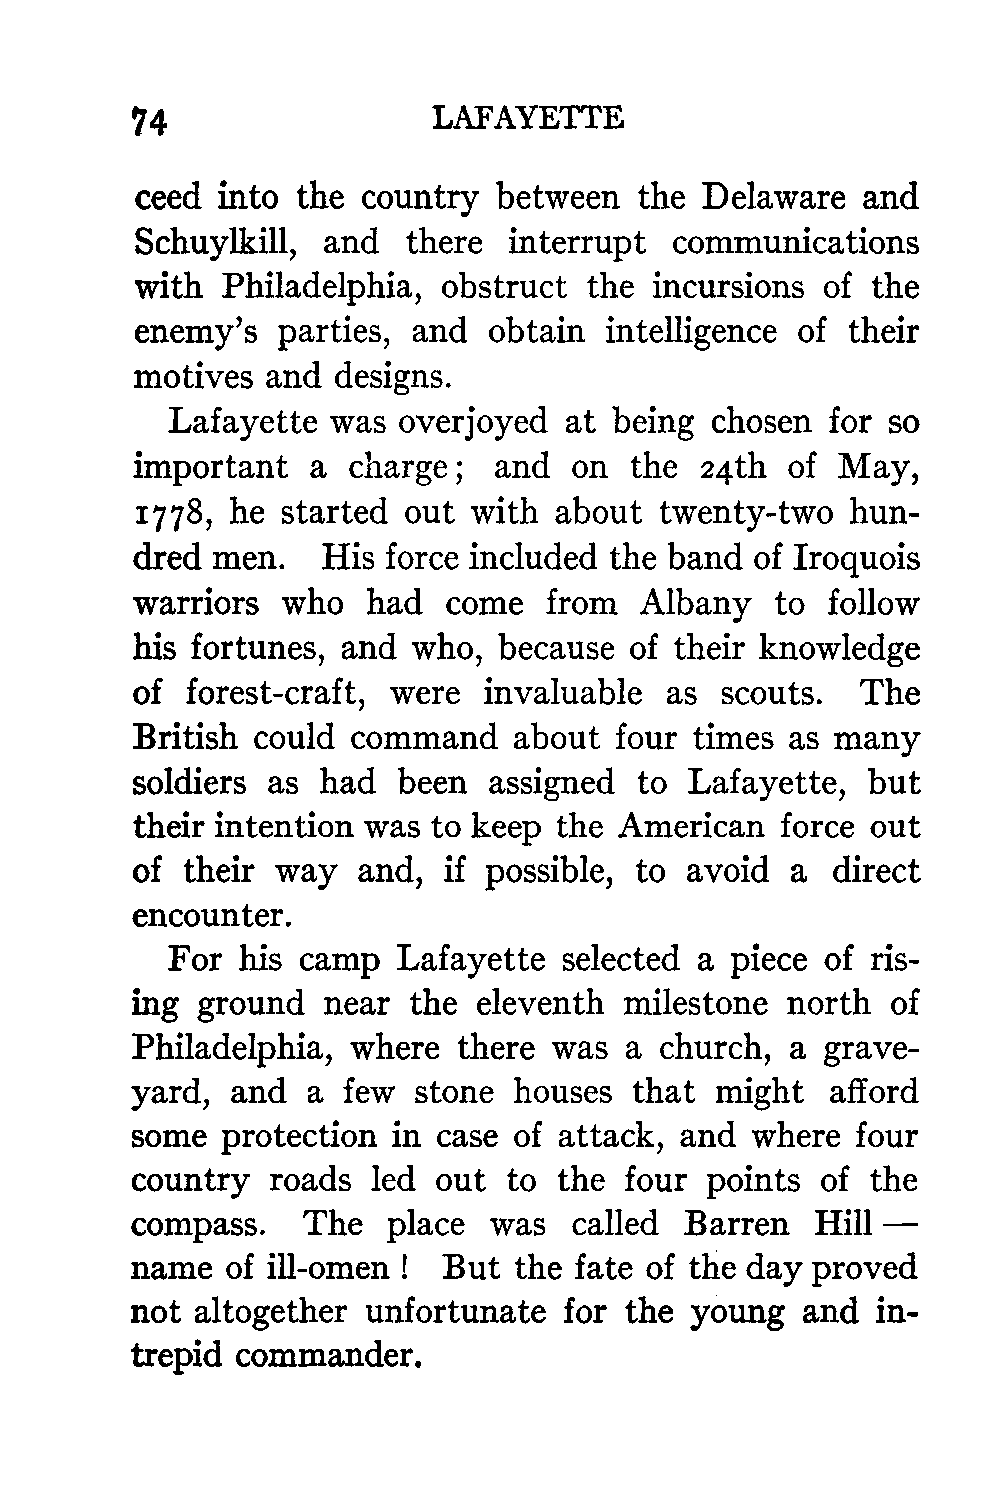 74 LAFAYETTE
ceed into the country between the Delaware and
Schuylkill, and there interrupt communications
with Philadelphia, obstruct the incursions of the
enemy's parties, and obtain intelligence of their
motives and designs.
Lafayette was overjoyed at being chosen for so
important a charge; and on the 24th of May,
1778, he started out with about twenty-two hun-
dred men. His force included the band of Iroquois
warriors who had come from Albany to follow
his fortunes, and who, because of their knowledge
of forest-craft, were invaluable as scouts. The
British could command about four times as many
soldiers as had been assigned to Lafayette, but
their intention was to keep the American force out
of their way and, if possible, to avoid a direct
encounter.
For his camp Lafayette selected a piece of ris-
ing ground near the eleventh milestone north of
Philadelphia, where there was a church, a grave-
yard, and a few stone houses that might afford
some protection in case of attack, and where four
country roads led out to the four points of the
compass. The place was called Barren Hill —
name of ill-omen! But the fate of the day proved
not altogether unfortunate for the young and in-
trepid commander.